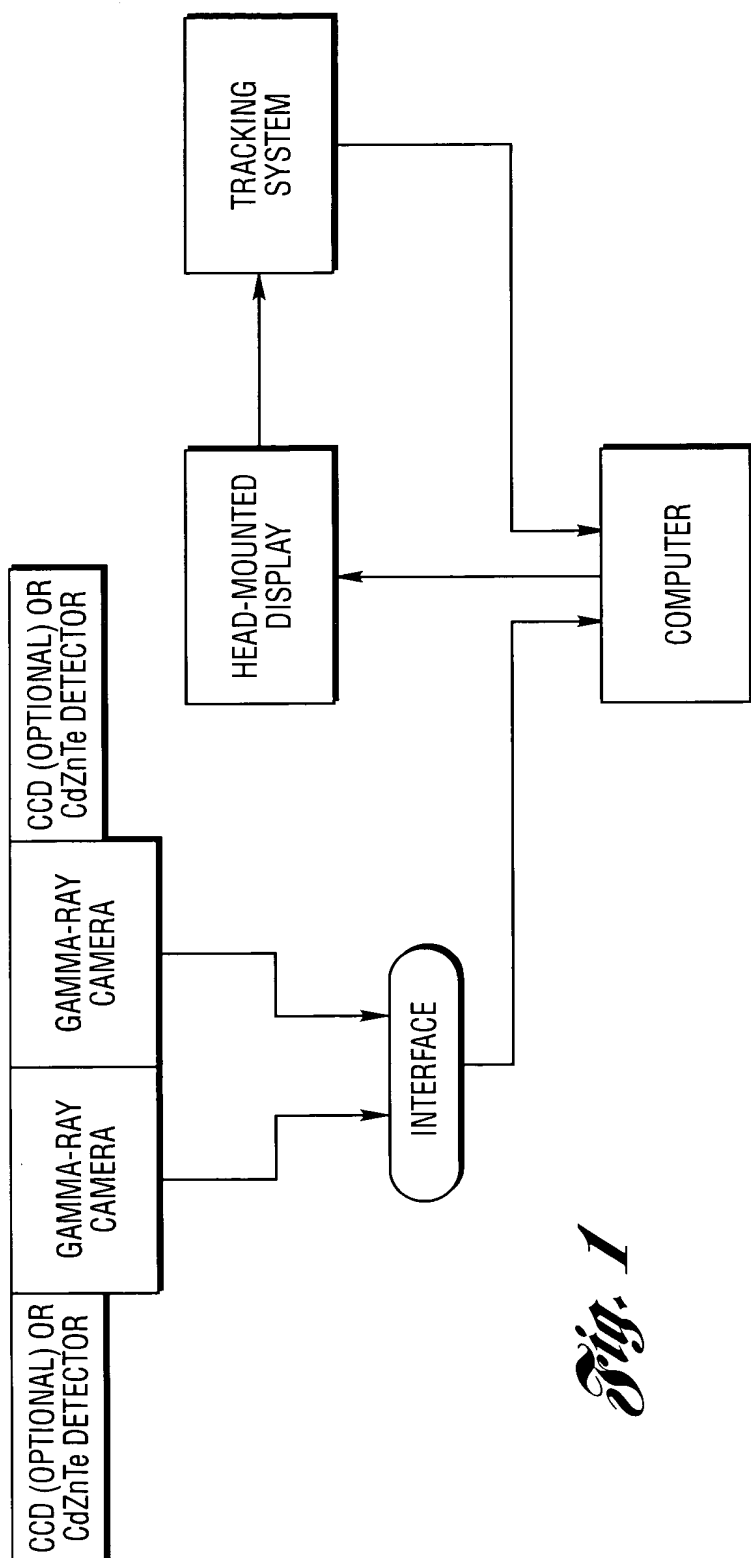 CCD (OPTIONAL) OR
CdZnTe DETECTOR
GAMMA-RAY
CAMERA
GAMMA-RAY
CAMERA
CCD (OPTIONAL) OR
CdZnTe DETECTOR
INTERFACE
HEAD-MOUNTED
DISPLAY
TRACKING
SYSTEM
COMPUTER
Fig. 1